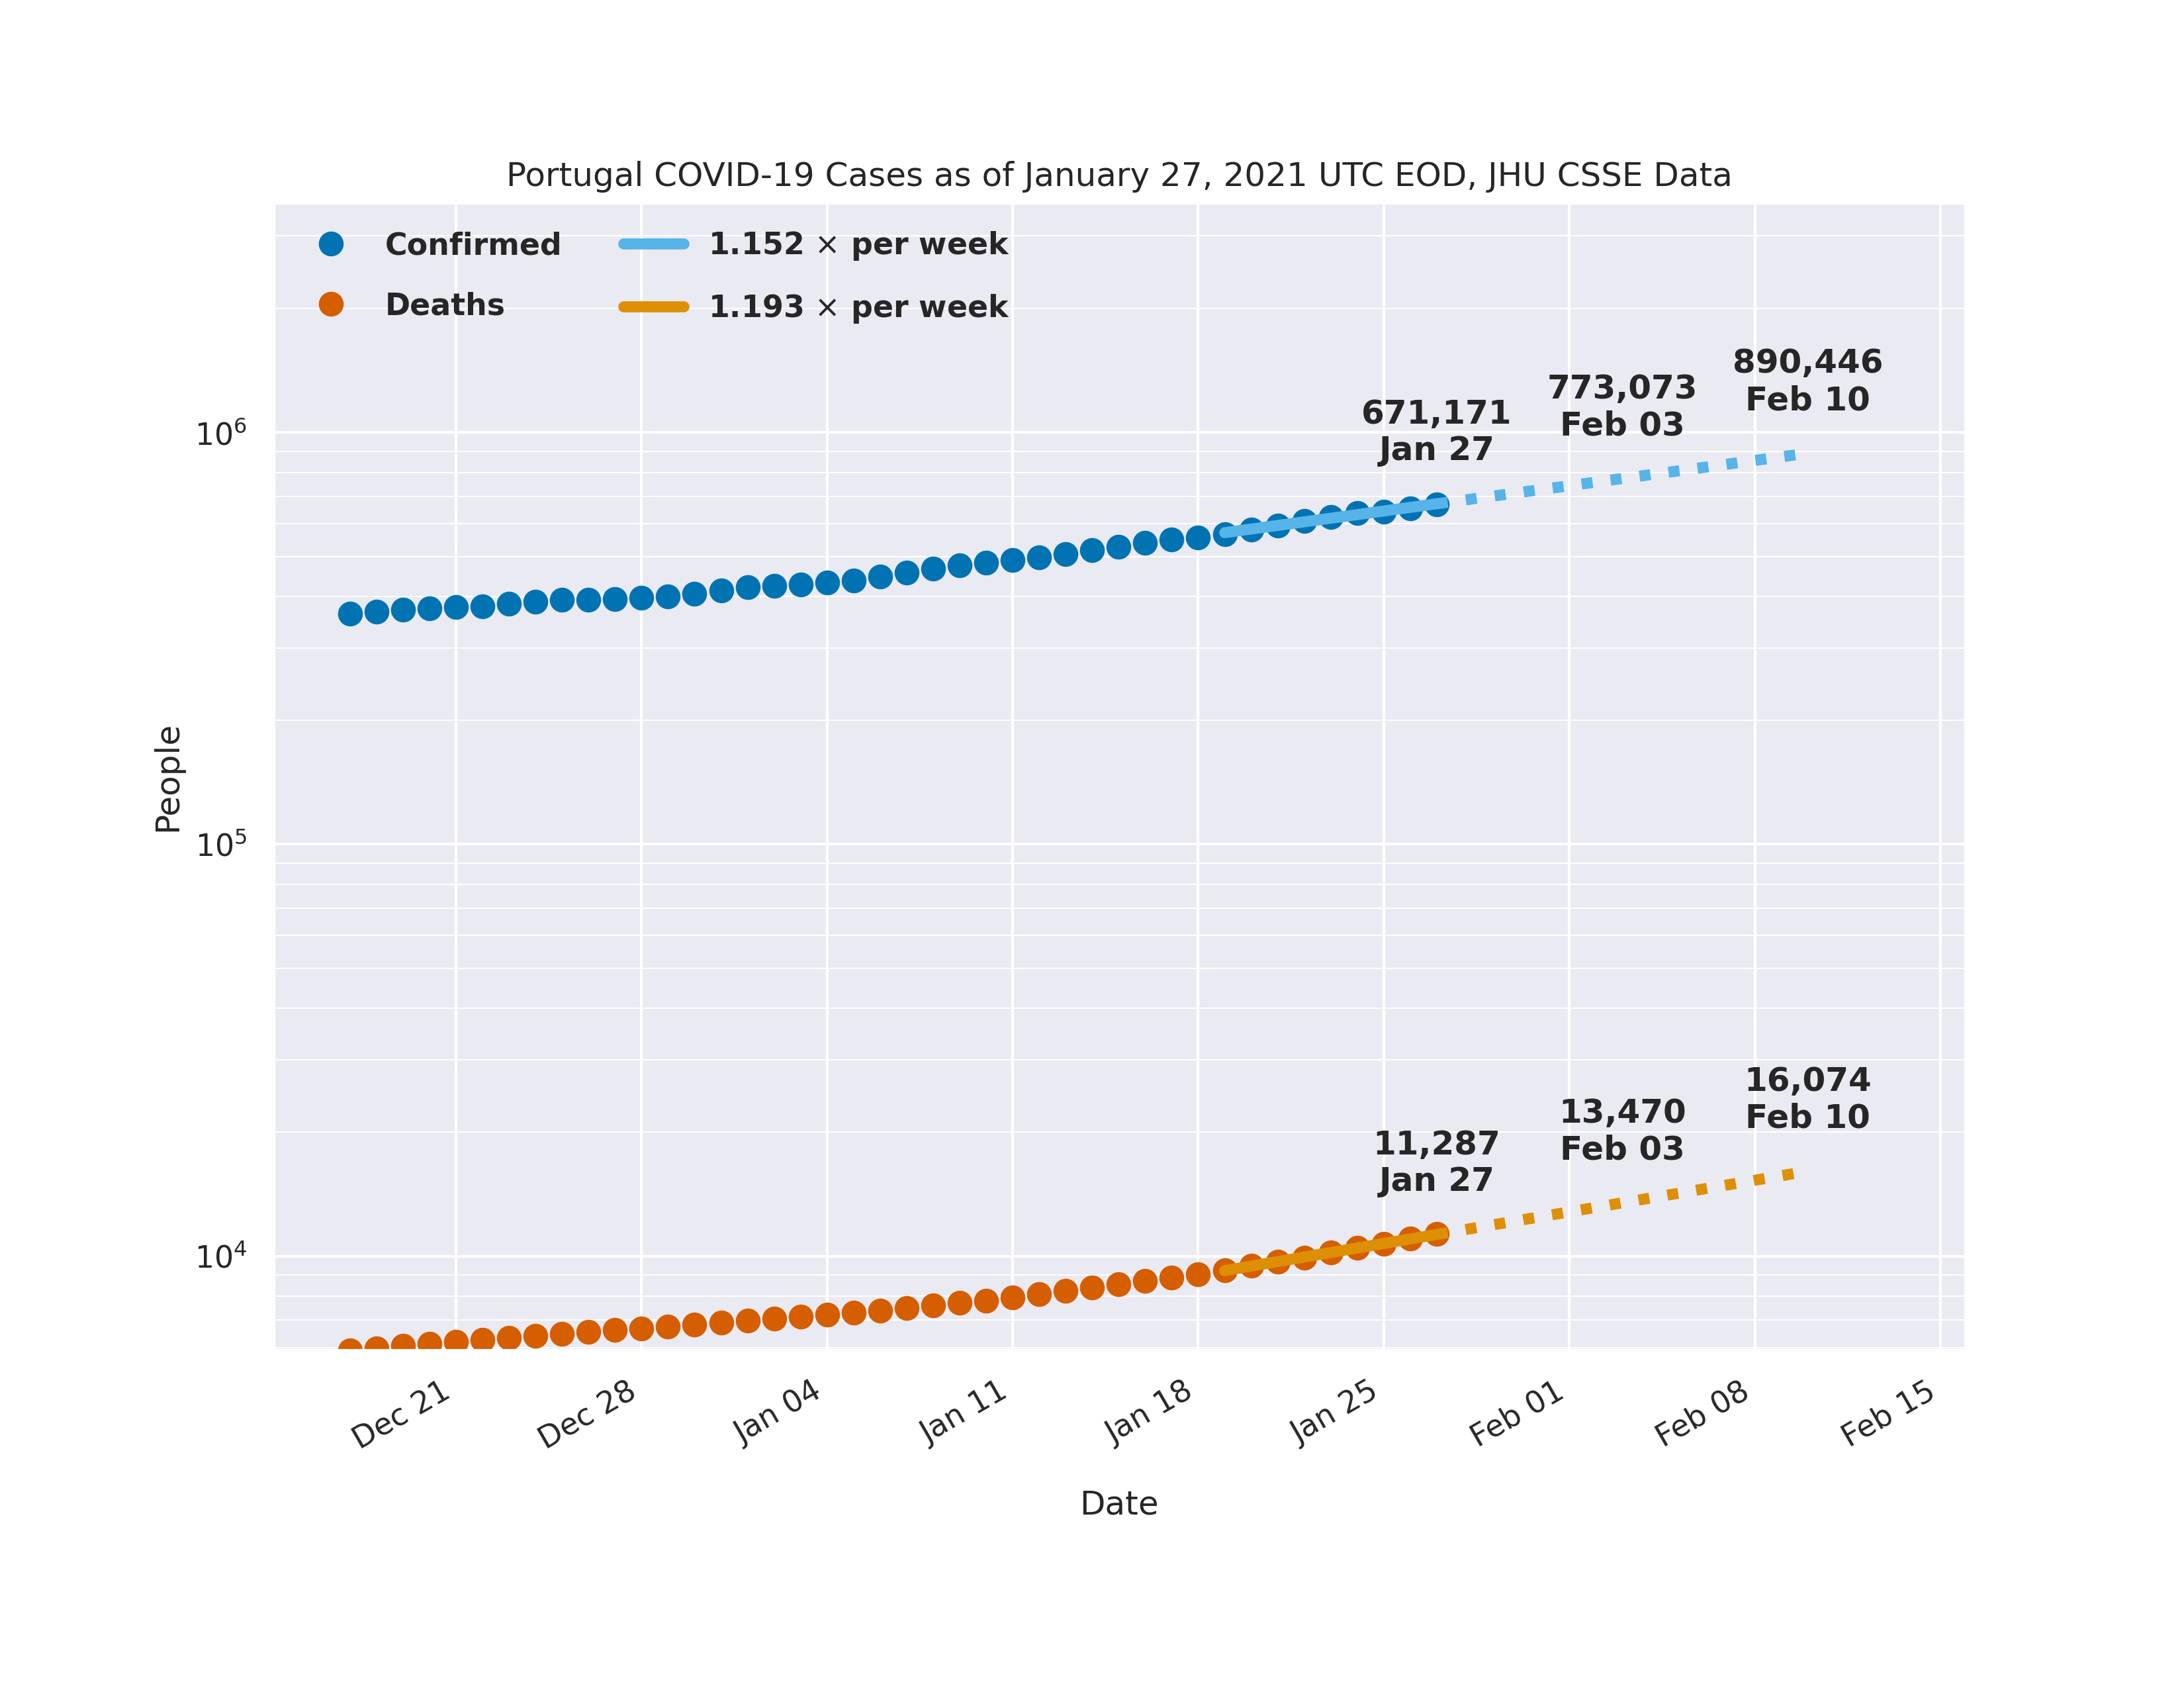 Portugal COVID-19 Cases as of January 27, 2021 UTC EOD, JHU CSSE Data
Confirmed
Deaths
1.152 × per week
1.193 × per week
890,446
Feb 10
773,073
Feb 03
671,171
Jan 27
16,074
Feb 10
13,470
Feb 03
11,287
Jan 27
People
10⁶
10⁵
10⁴
Dec 21
Dec 28
Jan 04
Jan 11
Jan 18
Jan 25
Feb 01
Feb 08
Feb 15
Date